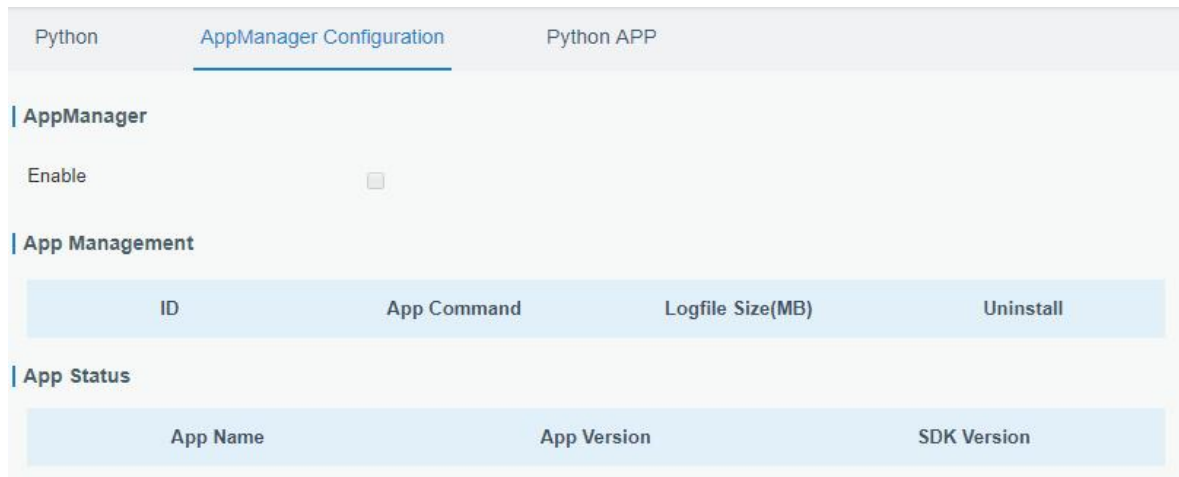 Python AppManager Configuration Python APP
AppManager
Enable
App Management
ID App Command Logfile Size(MB) Uninstall
App Status
App Name App Version SDK Version